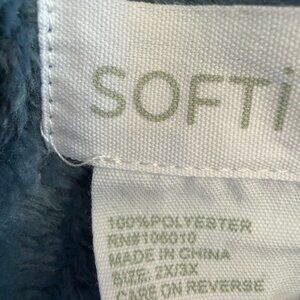 SOFTi
100%POLYESTER
RN#106010
MADE IN CHINA
SIZE: 2X/3X
CARE ON REVERSE